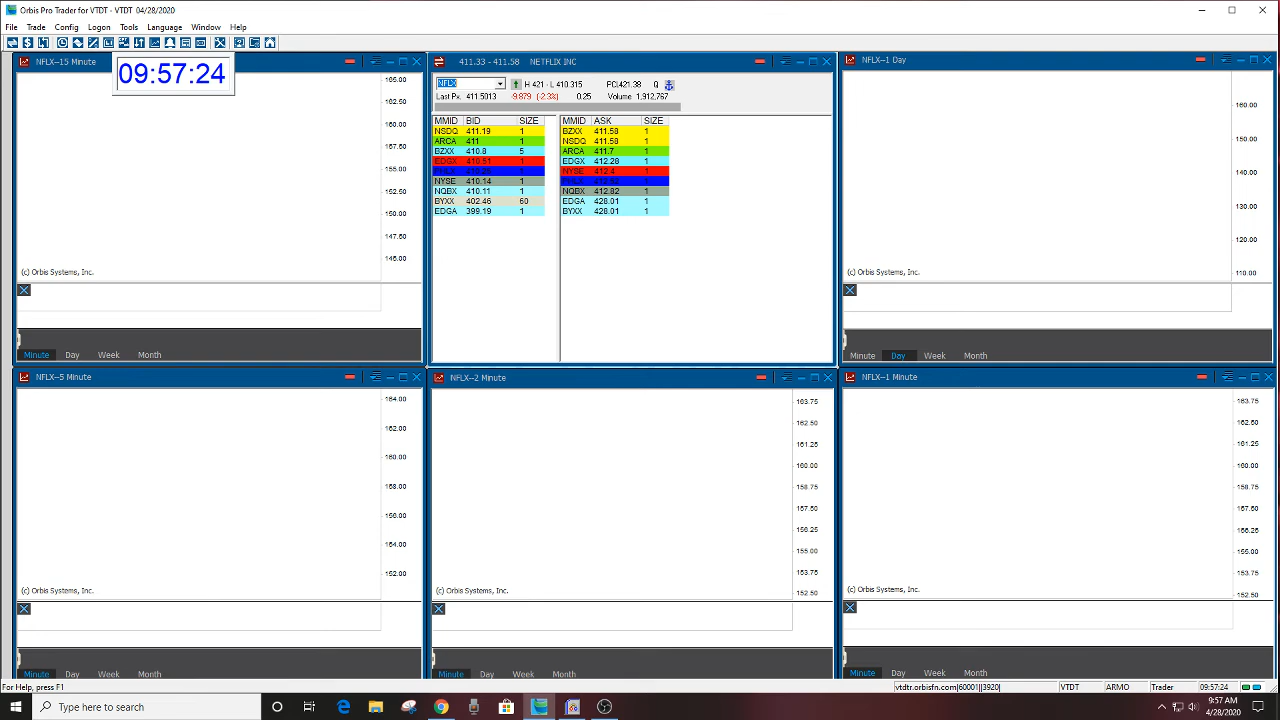 Orbis Pro Trader for VTDT - VTDT 04/28/2020
File Trade Config Logon Tools Language Window Help
NFLX--15 Minute
09:57:24
165.00
162.50
160.00
157.50
155.00
152.50
150.00
147.50
145.00
(c) Orbis Systems, Inc.
Minute Day Week Month
411.33 - 411.58 NETFLIX INC
NFLX H 421 - L 410.315 PCl421.38 Q
Last Px. 411.5013 -9.879 (-2.3%) 0.25 Volume 1,912,767
MMID BID SIZE
NSDQ 411.19 1
ARCA 411 1
BZXX 410.8 5
EDGX 410.51 1
PHLX 1
NYSE 410.14 1
NQBX 410.11 1
BYXX 402.46 60
EDGA 399.19 1
MMID ASK SIZE
BZXX 411.58 1
NSDQ 411.58 1
ARCA 411.7 1
EDGX 412.28 1
NYSE 412.4 1
PHLX 1
NQBX 412.82 1
EDGA 428.01 1
BYXX 428.01 1
NFLX--1 Day
160.00
150.00
140.00
130.00
120.00
110.00
(c) Orbis Systems, Inc.
Minute Day Week Month
NFLX--5 Minute
164.00
162.00
160.00
158.00
156.00
154.00
152.00
(c) Orbis Systems, Inc.
Minute Day Week Month
NFLX--2 Minute
163.75
162.50
161.25
160.00
158.75
157.50
156.25
155.00
153.75
152.50
(c) Orbis Systems, Inc.
Minute Day Week Month
NFLX--1 Minute
163.75
162.50
161.25
160.00
158.75
157.50
156.25
155.00
153.75
152.50
(c) Orbis Systems, Inc.
Minute Day Week Month
For Help, press F1
vtdtr.orbisfn.com|60001||3920| VTDT ARMO Trader 09:57:24
Type here to search
9:57 AM
4/28/2020